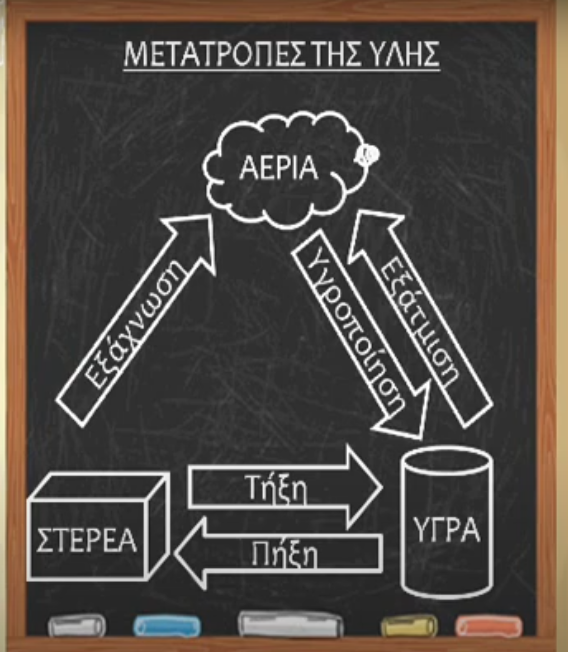 ΜΕΤΑΤΡΟΠΕΣ ΤΗΣ ΥΛΗΣ
ΑΕΡΙΑ
Εξάχνωση
Υγροποίηση
Εξάτμιση
Τήξη
ΣΤΕΡΕΑ
ΥΓΡΑ
Πήξη